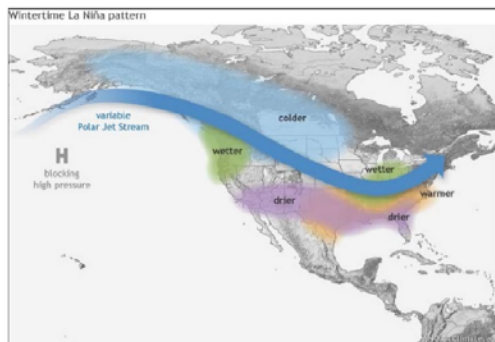 Wintertime La Niña pattern
colder
variable
Polar Jet Stream
wetter
wetter
H
blocking
high pressure
drier
warmer
drier